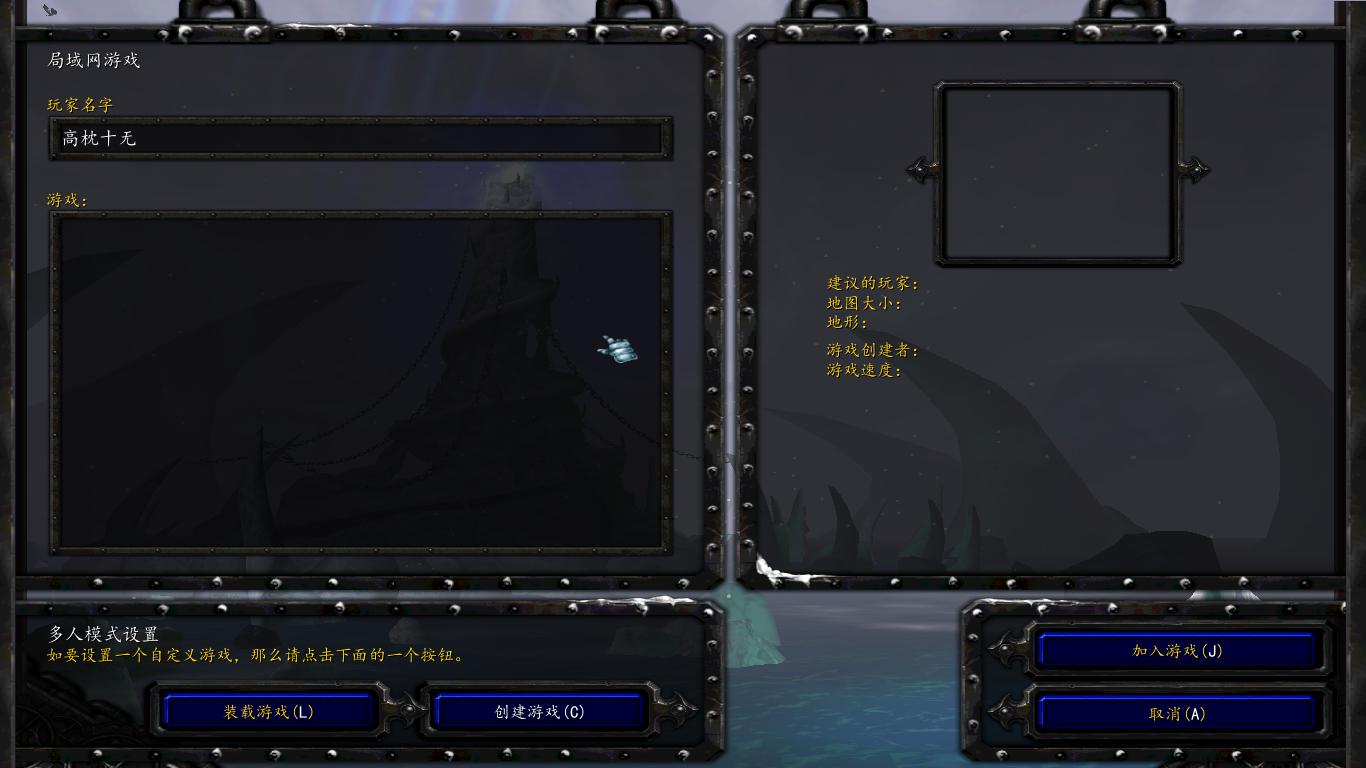 局域网游戏
玩家名字
高枕十无
游戏:
建议的玩家:
地图大小:
地形:
游戏创建者:
游戏速度:
多人模式设置
如要设置一个自定义游戏，那么请点击下面的一个按钮。
装载游戏(L)
创建游戏(C)
加入游戏(J)
取消(A)